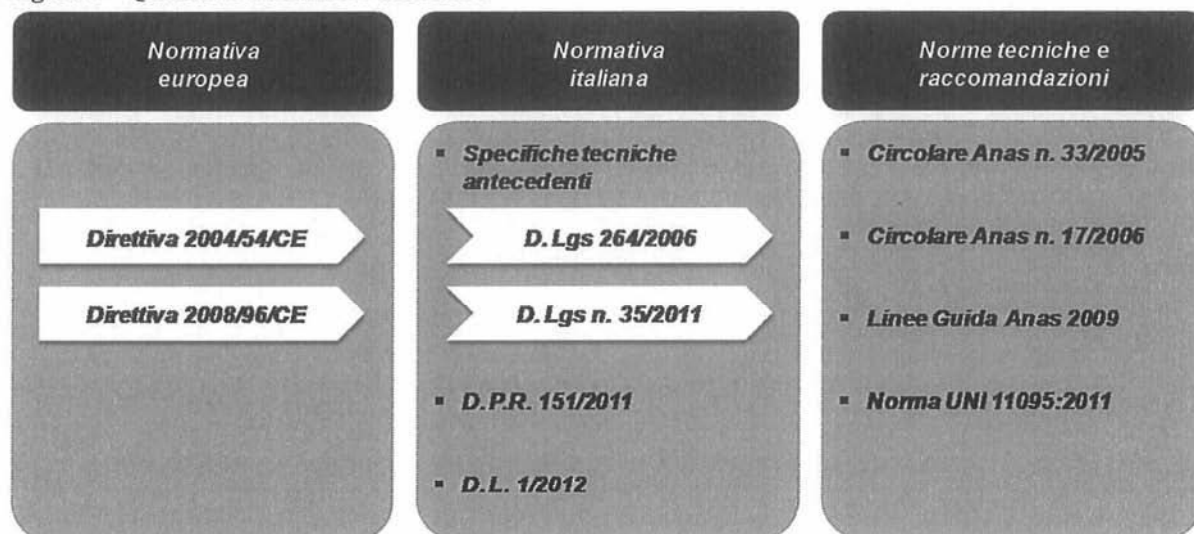 Normativa
europea
Normativa
italiana
Norme tecniche e
raccomandazioni
Direttiva 2004/54/CE
Direttiva 2008/96/CE
▪ Specifiche tecniche
antecedenti
D. Lgs 264/2006
D. Lgs n. 35/2011
▪ D.P.R. 151/2011
▪ D.L. 1/2012
▪ Circolare Anas n. 33/2005
▪ Circolare Anas n. 17/2006
▪ Linee Guida Anas 2009
▪ Norma UNI 11095:2011